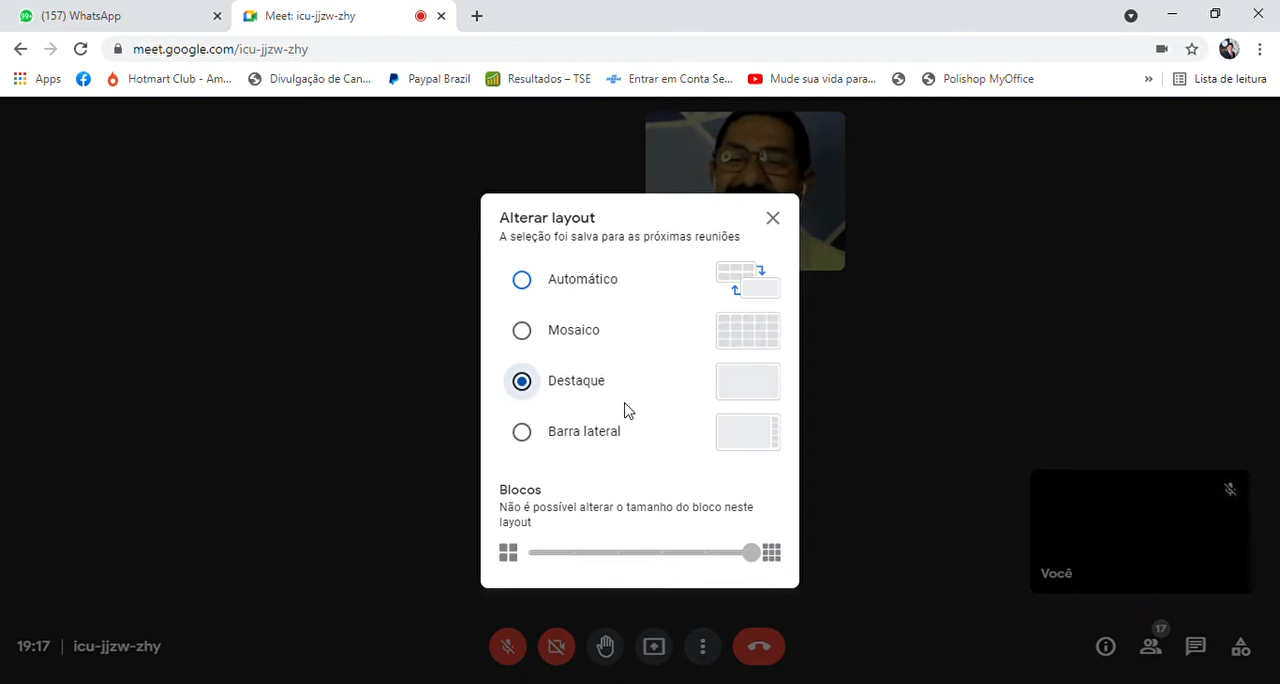 99+ (157) WhatsApp
Meet: icu-jjzw-zhy
meet.google.com/icu-jjzw-zhy
Apps
Hotmart Club - Am...
Divulgação de Can...
Paypal Brazil
Resultados – TSE
Entrar em Conta Se...
Mude sua vida para...
Polishop MyOffice
»
Lista de leitura
Alterar layout
A seleção foi salva para as próximas reuniões
Automático
Mosaico
Destaque
Barra lateral
Blocos
Não é possível alterar o tamanho do bloco neste
layout
Você
19:17 | icu-jjzw-zhy
17